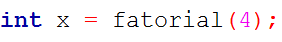 int x = fatorial(4);